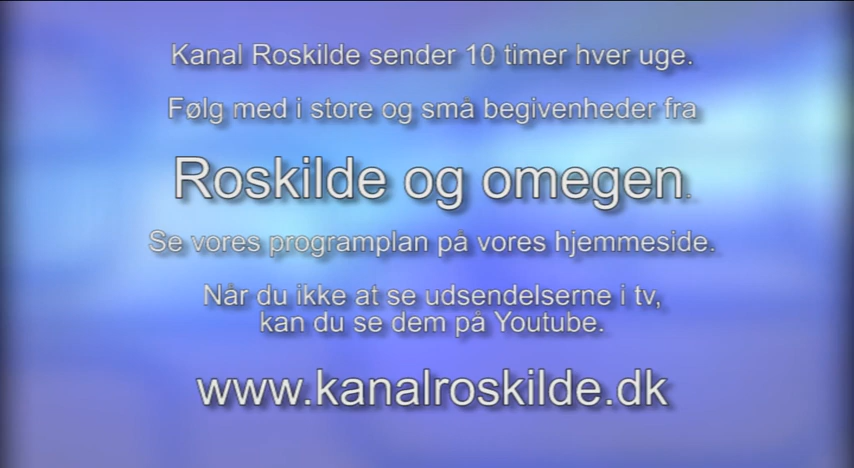 Kanal Roskilde sender 10 timer hver uge.
Følg med i store og små begivenheder fra
Roskilde og omegen.
Se vores programplan på vores hjemmeside.
Når du ikke at se udsendelserne i tv,
kan du se dem på Youtube.
www.kanalroskilde.dk